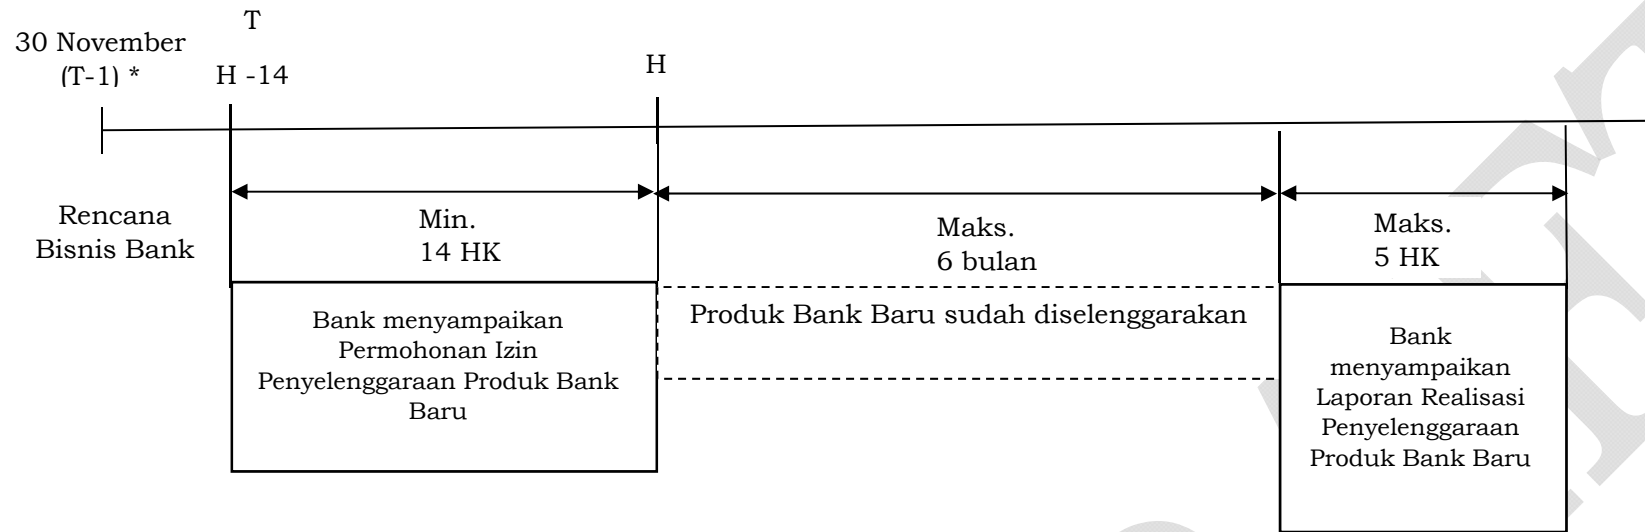 T
30 November
(T-1) *
H -14
H
Rencana
Bisnis Bank
Min.
14 HK
Maks.
6 bulan
Maks.
5 HK
Bank menyampaikan
Permohonan Izin
Penyelenggaraan Produk Bank
Baru
Produk Bank Baru sudah diselenggarakan
Bank
menyampaikan
Laporan Realisasi
Penyelenggaraan
Produk Bank Baru